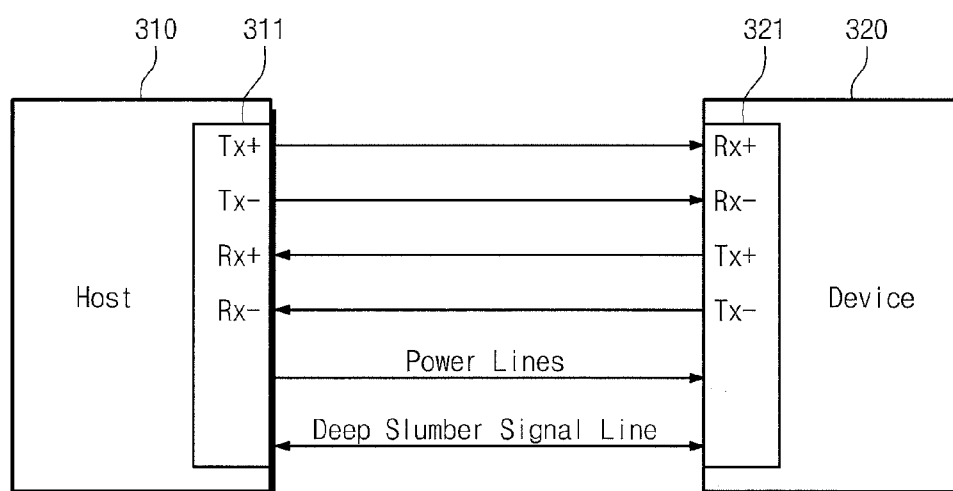 310 311 321 320
Tx+ Rx+
Tx- Rx-
Rx+ Tx+
Host Rx- Tx- Device
Power Lines
Deep Slumber Signal Line